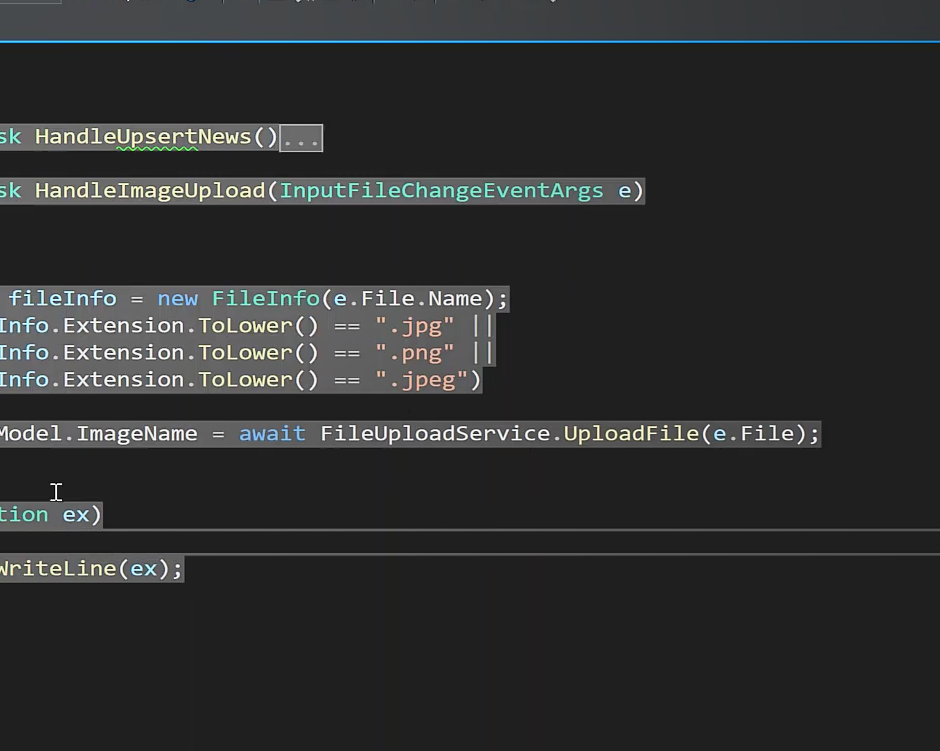 sk HandleUpsertNews()...
sk HandleImageUpload(InputFileChangeEventArgs e)
fileInfo = new FileInfo(e.File.Name);
Info.Extension.ToLower() == ".jpg" ||
Info.Extension.ToLower() == ".png" ||
Info.Extension.ToLower() == ".jpeg")
Model.ImageName = await FileUploadService.UploadFile(e.File);
tion ex)
WriteLine(ex);